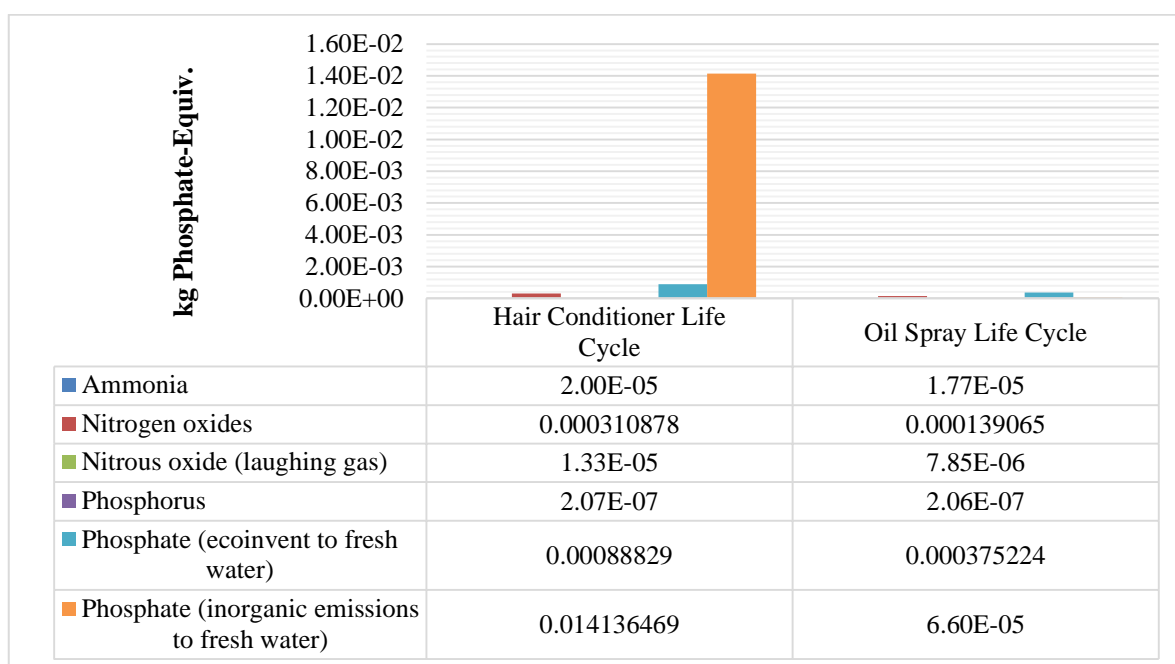 kg Phosphate-Equiv.
1.60E-02
1.40E-02
1.20E-02
1.00E-02
8.00E-03
6.00E-03
4.00E-03
2.00E-03
0.00E+00
Hair Conditioner Life
Cycle
Oil Spray Life Cycle
Ammonia 2.00E-05 1.77E-05
Nitrogen oxides 0.000310878 0.000139065
Nitrous oxide (laughing gas) 1.33E-05 7.85E-06
Phosphorus 2.07E-07 2.06E-07
Phosphate (ecoinvent to fresh
water) 0.00088829 0.000375224
Phosphate (inorganic emissions
to fresh water) 0.014136469 6.60E-05